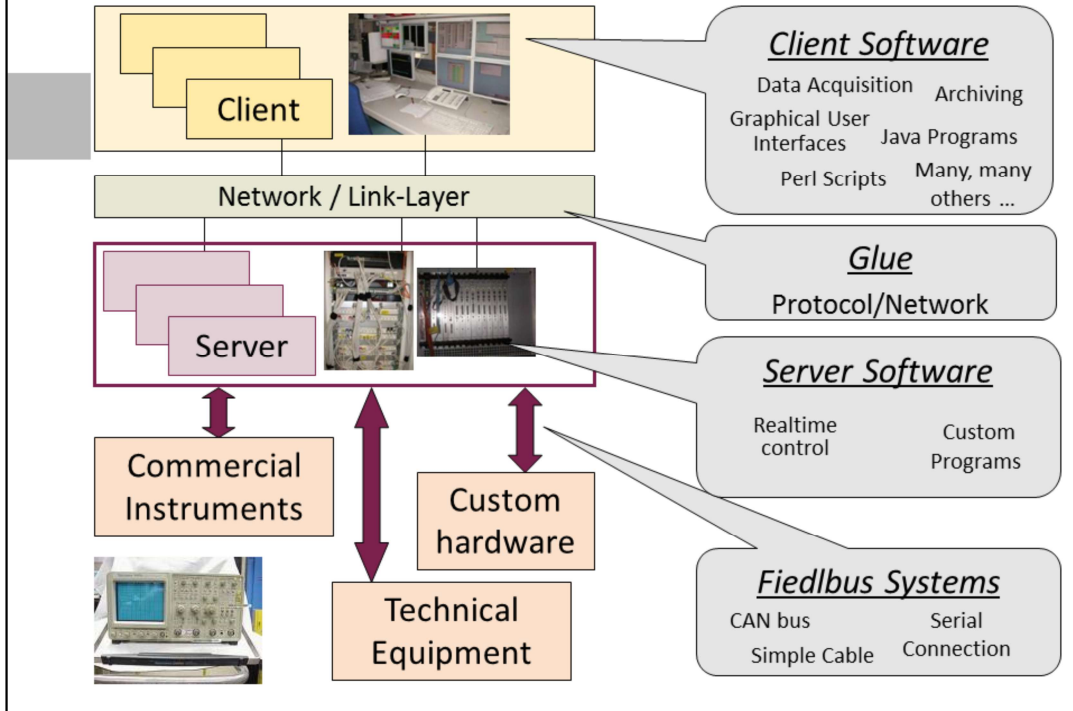 Client
Network / Link-Layer
Server
Commercial
Instruments
Custom
hardware
Technical
Equipment
Client Software
Data Acquisition
Archiving
Graphical User
Interfaces
Java Programs
Perl Scripts
Many, many
others ...
Glue
Protocol/Network
Server Software
Realtime
control
Custom
Programs
Fiedlbus Systems
CAN bus
Serial
Connection
Simple Cable